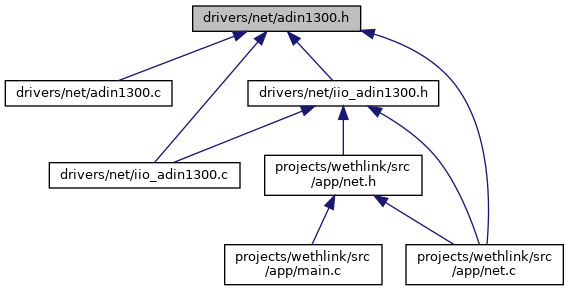 drivers/net/adin1300.h
drivers/net/adin1300.c
drivers/net/iio_adin1300.h
drivers/net/iio_adin1300.c
projects/wethlink/src
/app/net.h
projects/wethlink/src
/app/main.c
projects/wethlink/src
/app/net.c